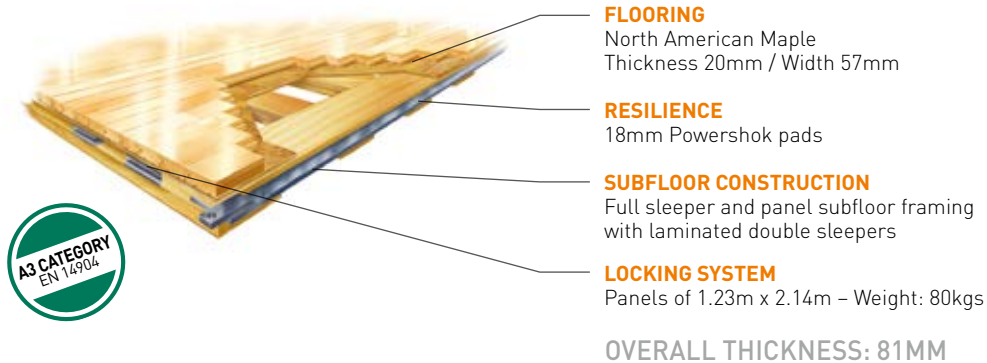 FLOORING
North American Maple
Thickness 20mm / Width 57mm
RESILIENCE
18mm Powershok pads
SUBFLOOR CONSTRUCTION
Full sleeper and panel subfloor framing
with laminated double sleepers
LOCKING SYSTEM
Panels of 1.23m x 2.14m – Weight: 80kgs
OVERALL THICKNESS: 81MM
A3 CATEGORY
EN 14904